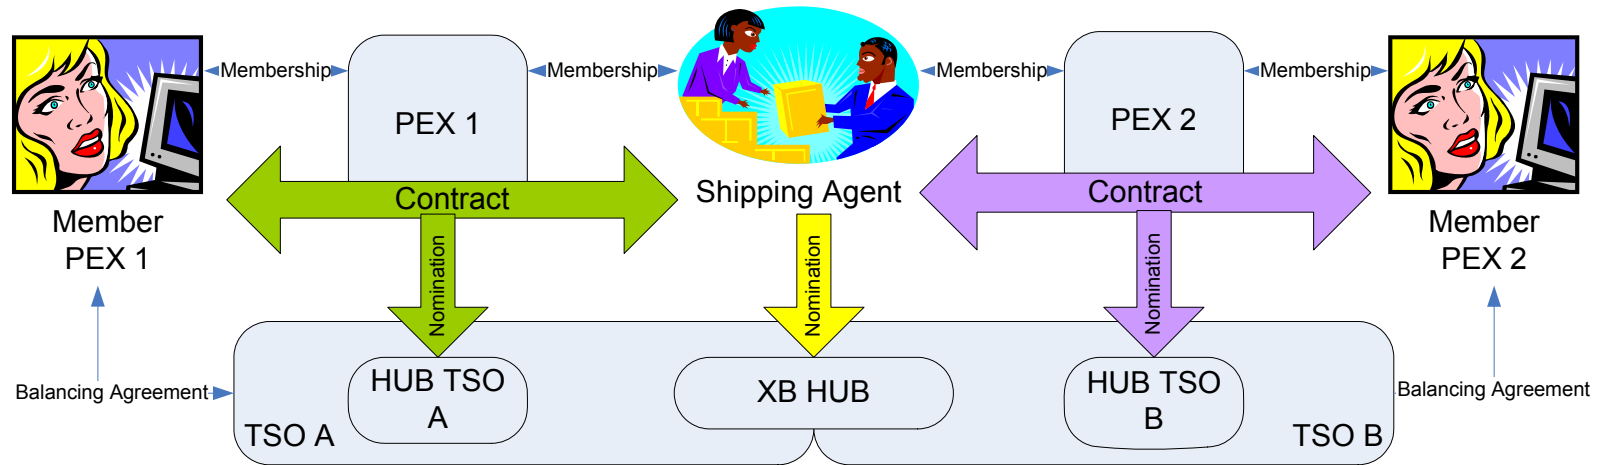 Membership
Membership
Membership
Membership
PEX 1
PEX 2
Contract
Shipping Agent
Contract
Member
PEX 1
Member
PEX 2
Nomination
Nomination
Nomination
Balancing Agreement
HUB TSO
A
XB HUB
HUB TSO
B
Balancing Agreement
TSO A
TSO B